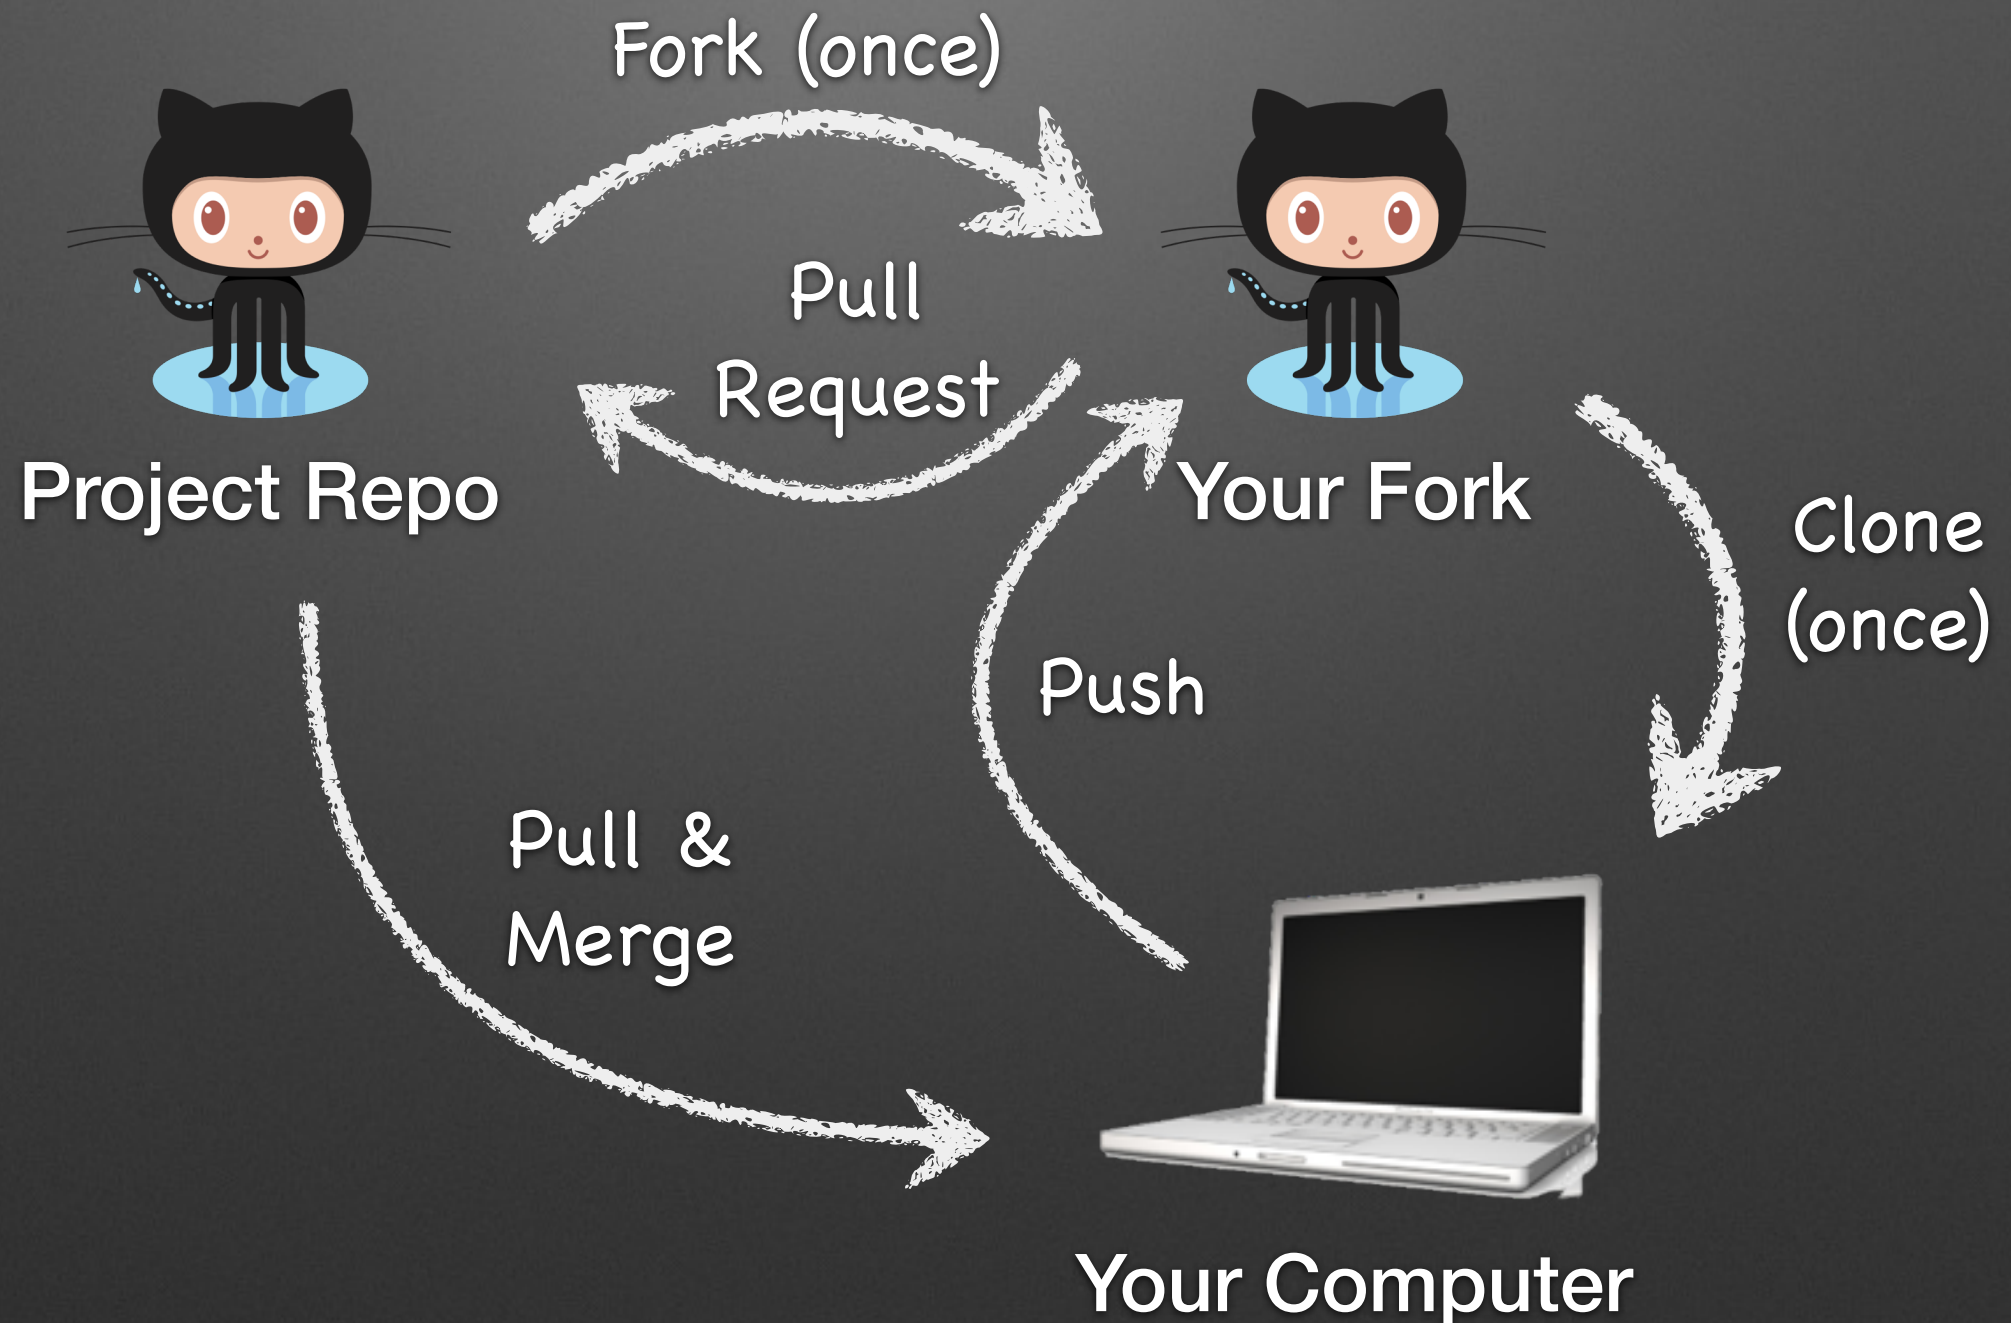 Fork (once)
Pull
Request
Project Repo
Your Fork
Clone
(once)
Push
Pull &
Merge
Your Computer